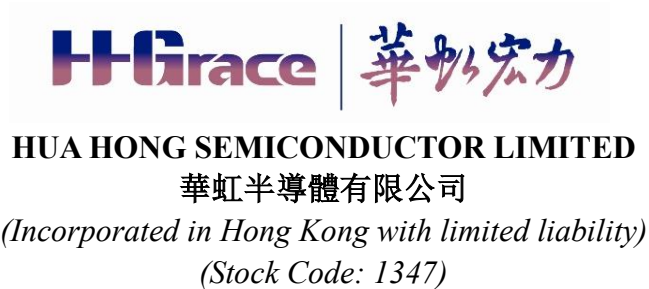 HHGrace 華虹宏力
HUA HONG SEMICONDUCTOR LIMITED
華虹半導體有限公司
(Incorporated in Hong Kong with limited liability)
(Stock Code: 1347)